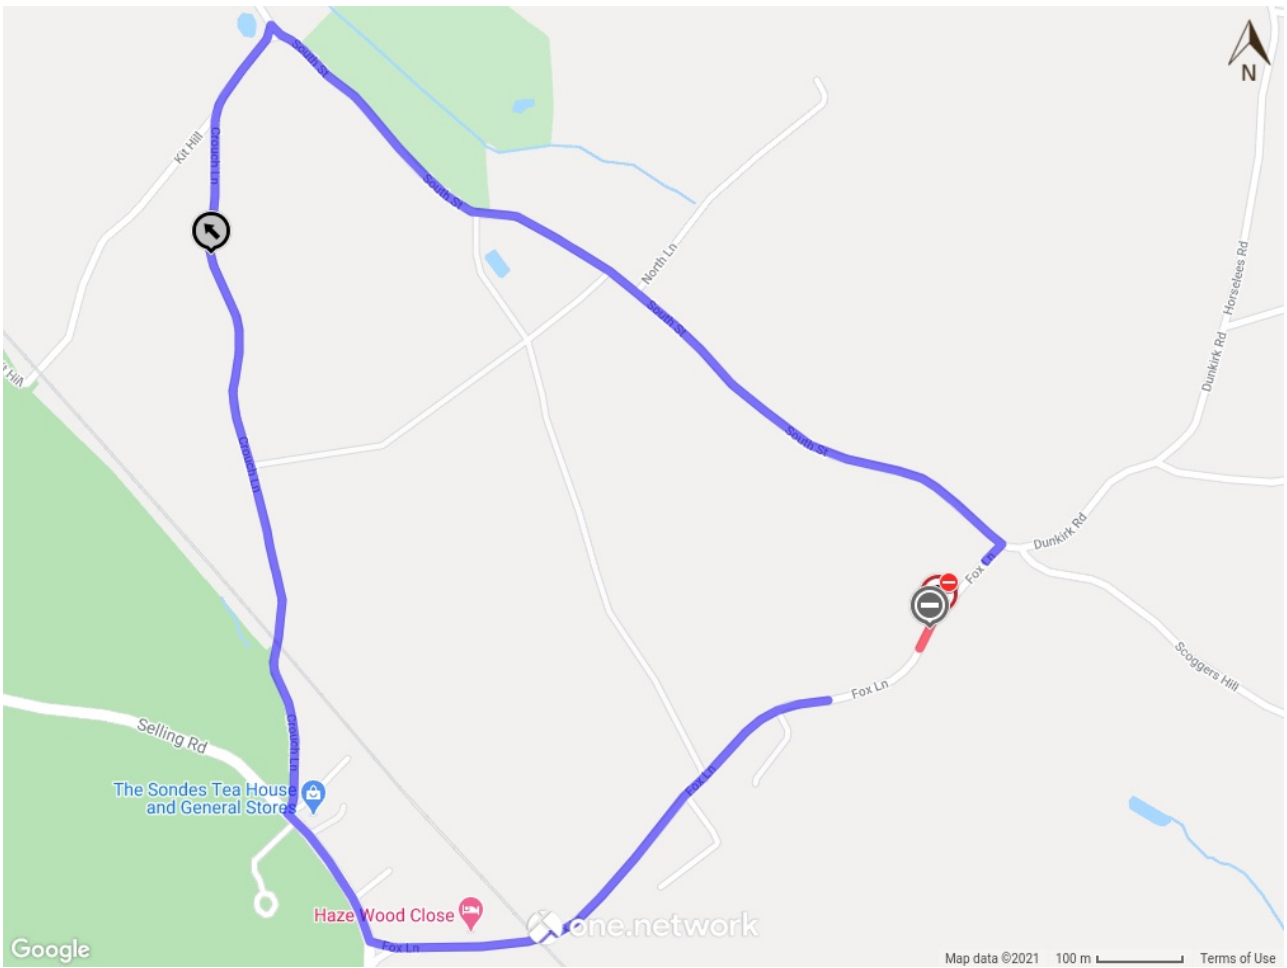 N
South St
Kit Hill
Crouch Ln
South St
North Ln
Horselees Rd
South St
Dunkirk Rd
Crouch Ln
South St
Dunkirk Rd
Fox Ln
Scoggers Hill
Fox Ln
Selling Rd
Crouch Ln
Fox Ln
The Sondes Tea House
and General Stores
Haze Wood Close
one.network
Fox Ln
Google
Map data ©2021
100 m
Terms of Use